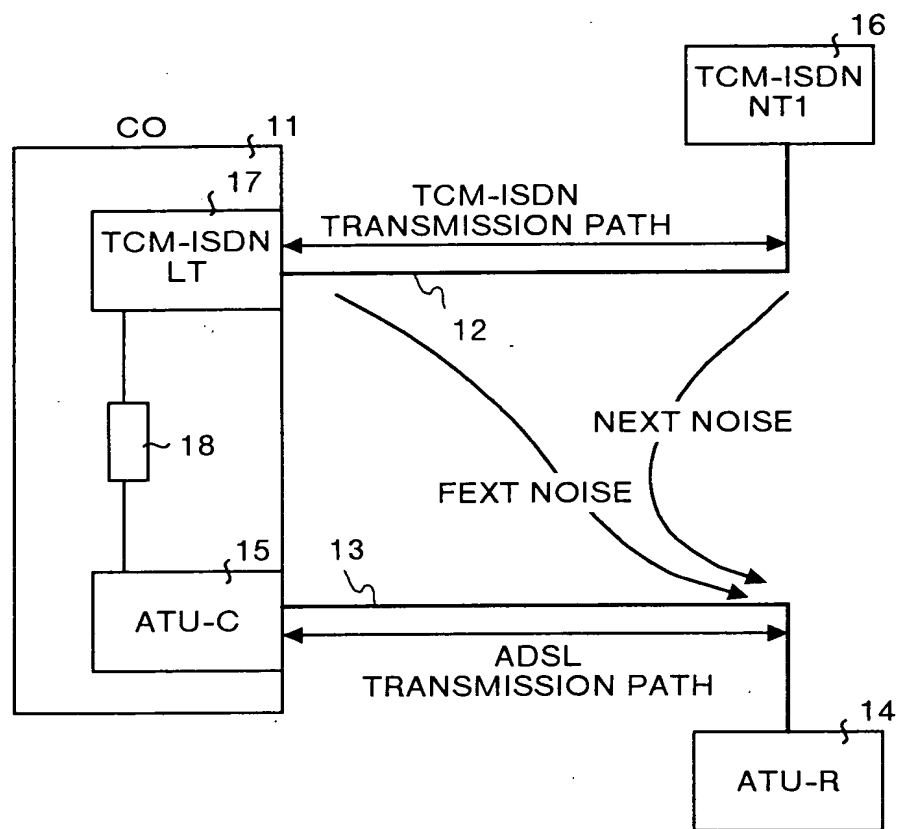 16
TCM-ISDN
NT1
CO
11
17
TCM-ISDN
LT
TCM-ISDN
TRANSMISSION PATH
12
NEXT NOISE
18
FEXT NOISE
15
ATU-C
13
ADSL
TRANSMISSION PATH
14
ATU-R